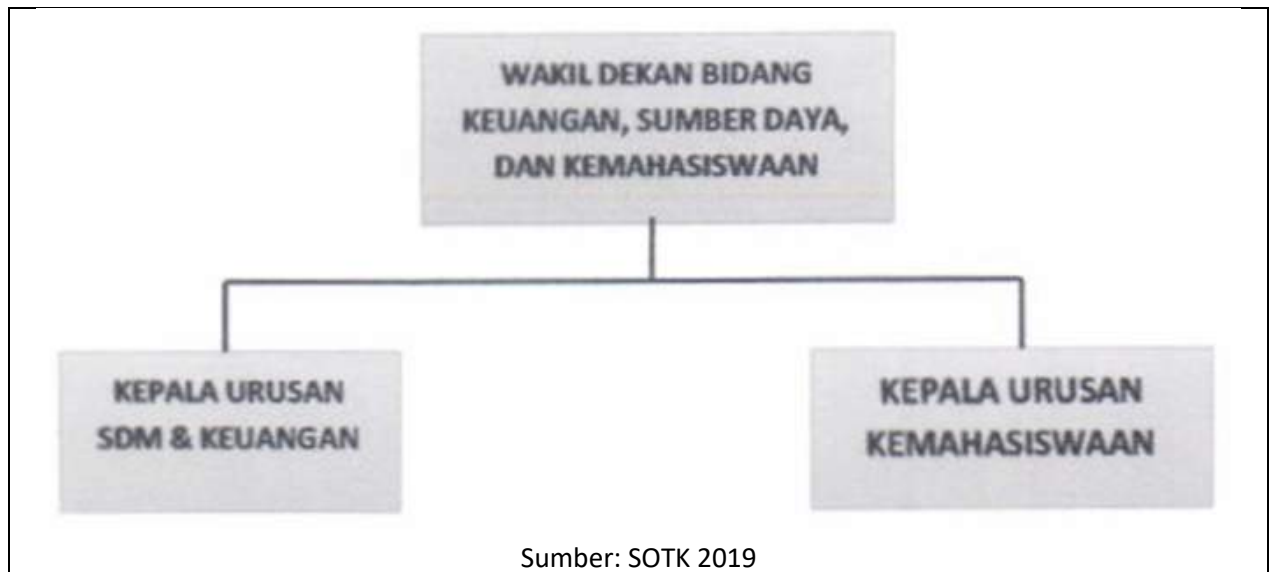 WAKIL DEKAN BIDANG
KEUANGAN, SUMBER DAYA,
DAN KEMAHASISWAAN
KEPALA URUSAN
SDM & KEUANGAN
KEPALA URUSAN
KEMAHASISWAAN
Sumber: SOTK 2019